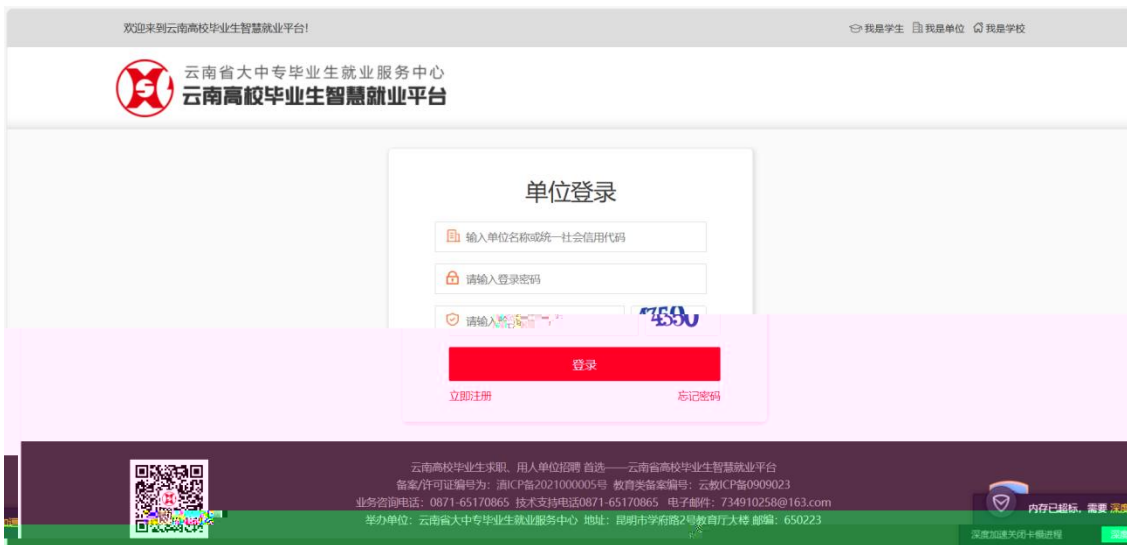 欢迎来到云南高校毕业生智慧就业平台!
我是学生 我是单位 我是学校
云南省大中专毕业生就业服务中心
云南高校毕业生智慧就业平台
单位登录
输入单位名称或统一社会信用代码
请输入登录密码
请输入
登录
立即注册 忘记密码
云南高校毕业生求职、用人单位招聘 首选——云南省高校毕业生智慧就业平台
备案/许可证编号为：滇ICP备2021000005号 教育类备案编号：云教ICP备0909023
业务咨询电话：0871-65170865 技术支持电话0871-65170865 电子邮件：734910258@163.com
举办单位：云南省大中专毕业生就业服务中心 地址：昆明市学府路2号教育厅大楼 邮编：650223
内存已超标，需要 深度
深度加速关闭卡慢进程